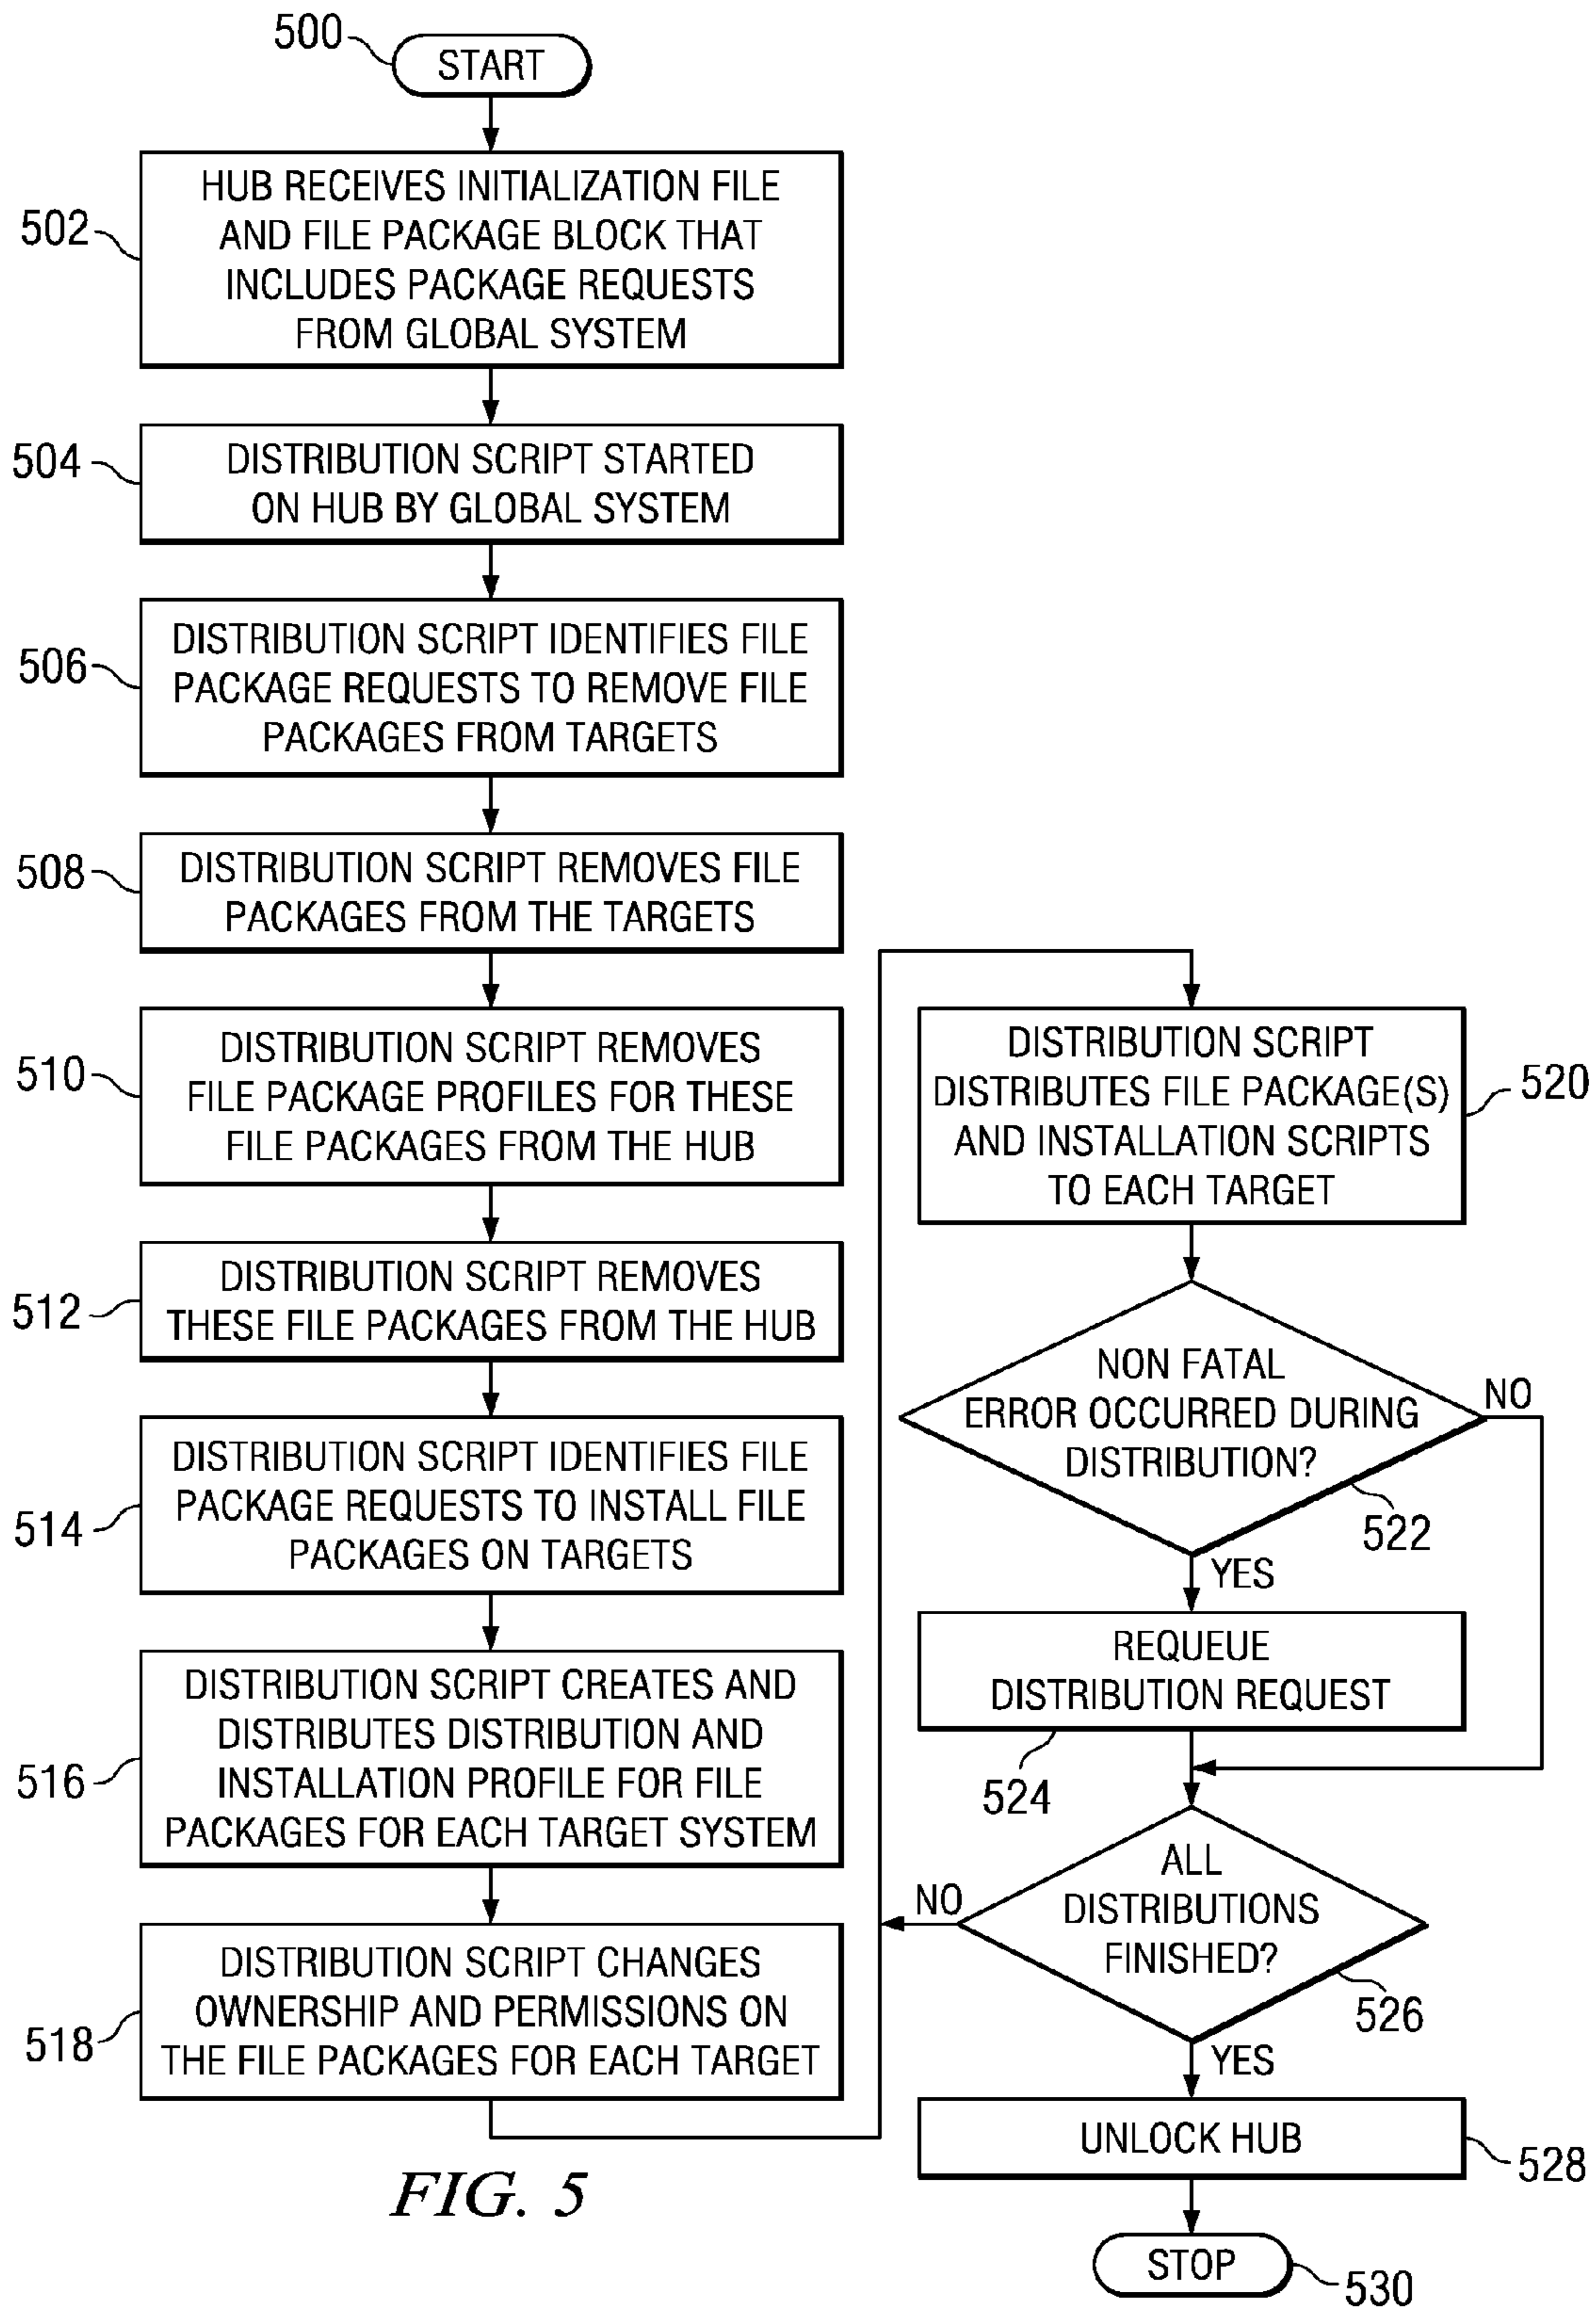 500
START
502
HUB RECEIVES INITIALIZATION FILE
AND FILE PACKAGE BLOCK THAT
INCLUDES PACKAGE REQUESTS
FROM GLOBAL SYSTEM
504
DISTRIBUTION SCRIPT STARTED
ON HUB BY GLOBAL SYSTEM
506
DISTRIBUTION SCRIPT IDENTIFIES FILE
PACKAGE REQUESTS TO REMOVE FILE
PACKAGES FROM TARGETS
508
DISTRIBUTION SCRIPT REMOVES FILE
PACKAGES FROM THE TARGETS
510
DISTRIBUTION SCRIPT REMOVES
FILE PACKAGE PROFILES FOR THESE
FILE PACKAGES FROM THE HUB
512
DISTRIBUTION SCRIPT REMOVES
THESE FILE PACKAGES FROM THE HUB
514
DISTRIBUTION SCRIPT IDENTIFIES FILE
PACKAGE REQUESTS TO INSTALL FILE
PACKAGES ON TARGETS
516
DISTRIBUTION SCRIPT CREATES AND
DISTRIBUTES DISTRIBUTION AND
INSTALLATION PROFILE FOR FILE
PACKAGES FOR EACH TARGET SYSTEM
518
DISTRIBUTION SCRIPT CHANGES
OWNERSHIP AND PERMISSIONS ON
THE FILE PACKAGES FOR EACH TARGET
DISTRIBUTION SCRIPT
DISTRIBUTES FILE PACKAGE(S)
AND INSTALLATION SCRIPTS
TO EACH TARGET
520
NON FATAL
ERROR OCCURRED DURING
DISTRIBUTION?
NO
522
YES
REQUEUE
DISTRIBUTION REQUEST
524
ALL
DISTRIBUTIONS
FINISHED?
NO
526
YES
UNLOCK HUB
528
STOP
530
FIG. 5